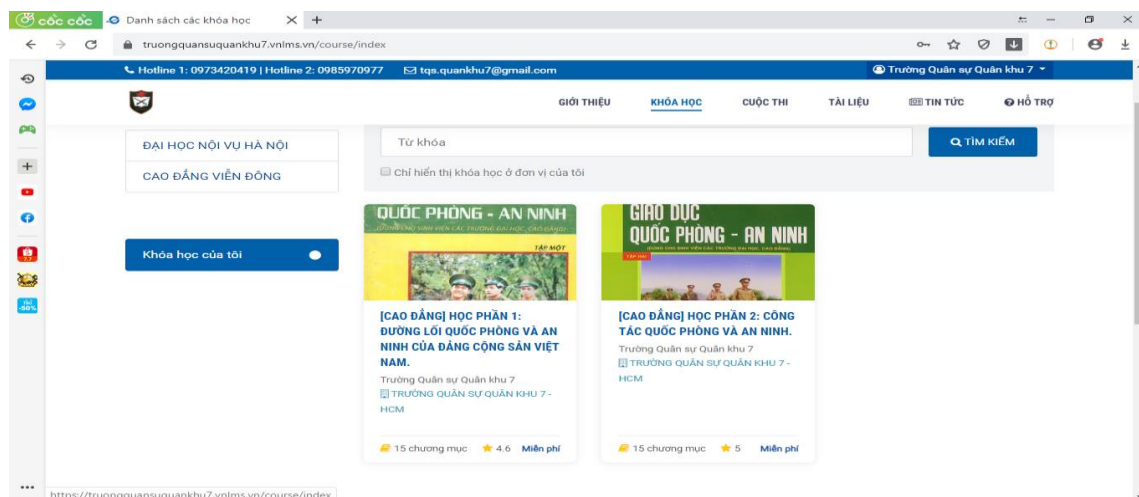 cốc cốc
Danh sách các khóa học
truongquansuquankhu7.vnlms.vn/course/index
Hotline 1: 0973420419 | Hotline 2: 0985970977
tqs.quankhu7@gmail.com
Trường Quân sự Quân khu 7
GIỚI THIỆU
KHÓA HỌC
CUỘC THI
TÀI LIỆU
TIN TỨC
HỖ TRỢ
ĐẠI HỌC NỘI VỤ HÀ NỘI
CAO ĐẲNG VIỄN ĐÔNG
Khóa học của tôi
Từ khóa
TÌM KIẾM
Chỉ hiển thị khóa học ở đơn vị của tôi
QUỐC PHÒNG - AN NINH
TẬP MỘT
[CAO ĐẲNG] HỌC PHẦN 1:
ĐƯỜNG LỐI QUỐC PHÒNG VÀ AN
NINH CỦA ĐẢNG CỘNG SẢN VIỆT
NAM.
Trường Quân sự Quân khu 7
TRƯỜNG QUÂN SỰ QUÂN KHU 7 -
HCM
15 chương mục
4.6
Miễn phí
GIÁO DỤC
QUỐC PHÒNG - AN NINH
TẬP HAI
[CAO ĐẲNG] HỌC PHẦN 2: CÔNG
TÁC QUỐC PHÒNG VÀ AN NINH.
Trường Quân sự Quân khu 7
TRƯỜNG QUÂN SỰ QUÂN KHU 7 -
HCM
15 chương mục
5
Miễn phí
https://truongquansuquankhu7.vnlms.vn/course/index